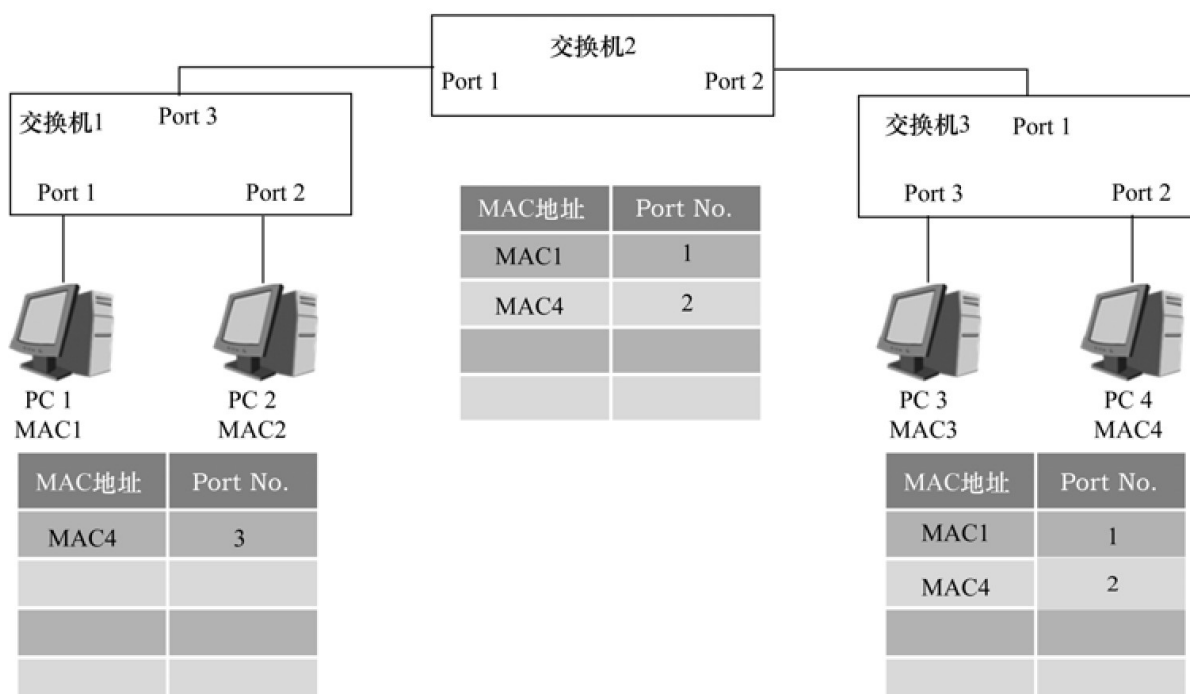 交换机2
Port 1
Port 2
交换机1
Port 3
Port 1
Port 2
交换机3
Port 1
Port 3
Port 2
MAC地址 Port No.
MAC1 1
MAC4 2
PC 1
MAC1
PC 2
MAC2
PC 3
MAC3
PC 4
MAC4
MAC地址 Port No.
MAC4 3
MAC地址 Port No.
MAC1 1
MAC4 2